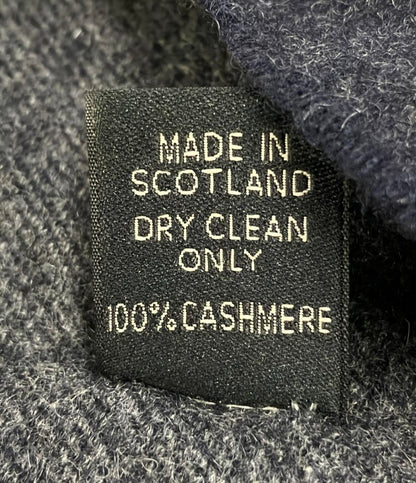 MADE IN
SCOTLAND
DRY CLEAN
ONLY
100% CASHMERE